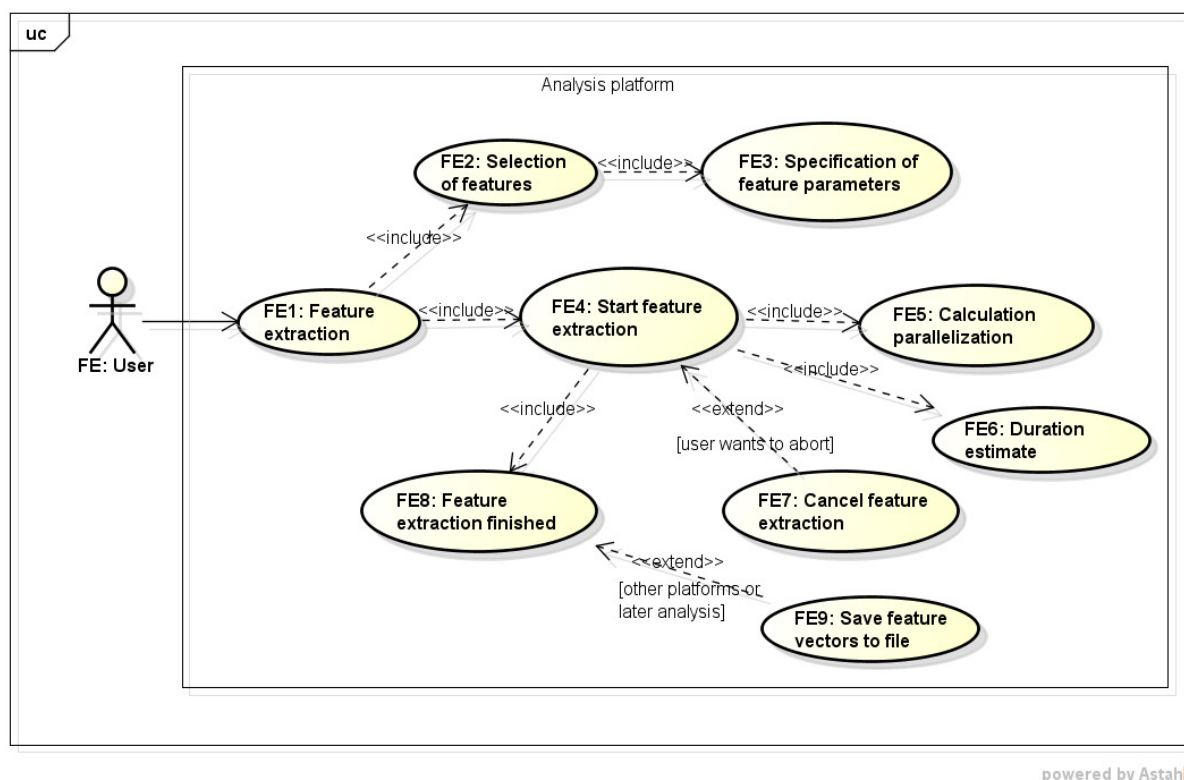 uc
Analysis platform
FE2: Selection
of features
<<include>>
FE3: Specification of
feature parameters
<<include>>
FE: User
FE1: Feature
extraction
<<include>>
FE4: Start feature
extraction
<<include>>
FE5: Calculation
parallelization
<<include>>
FE6: Duration
estimate
<<include>>
<<extend>>
[user wants to abort]
FE8: Feature
extraction finished
FE7: Cancel feature
extraction
<<extend>>
[other platforms or
later analysis]
FE9: Save feature
vectors to file
powered by Astah